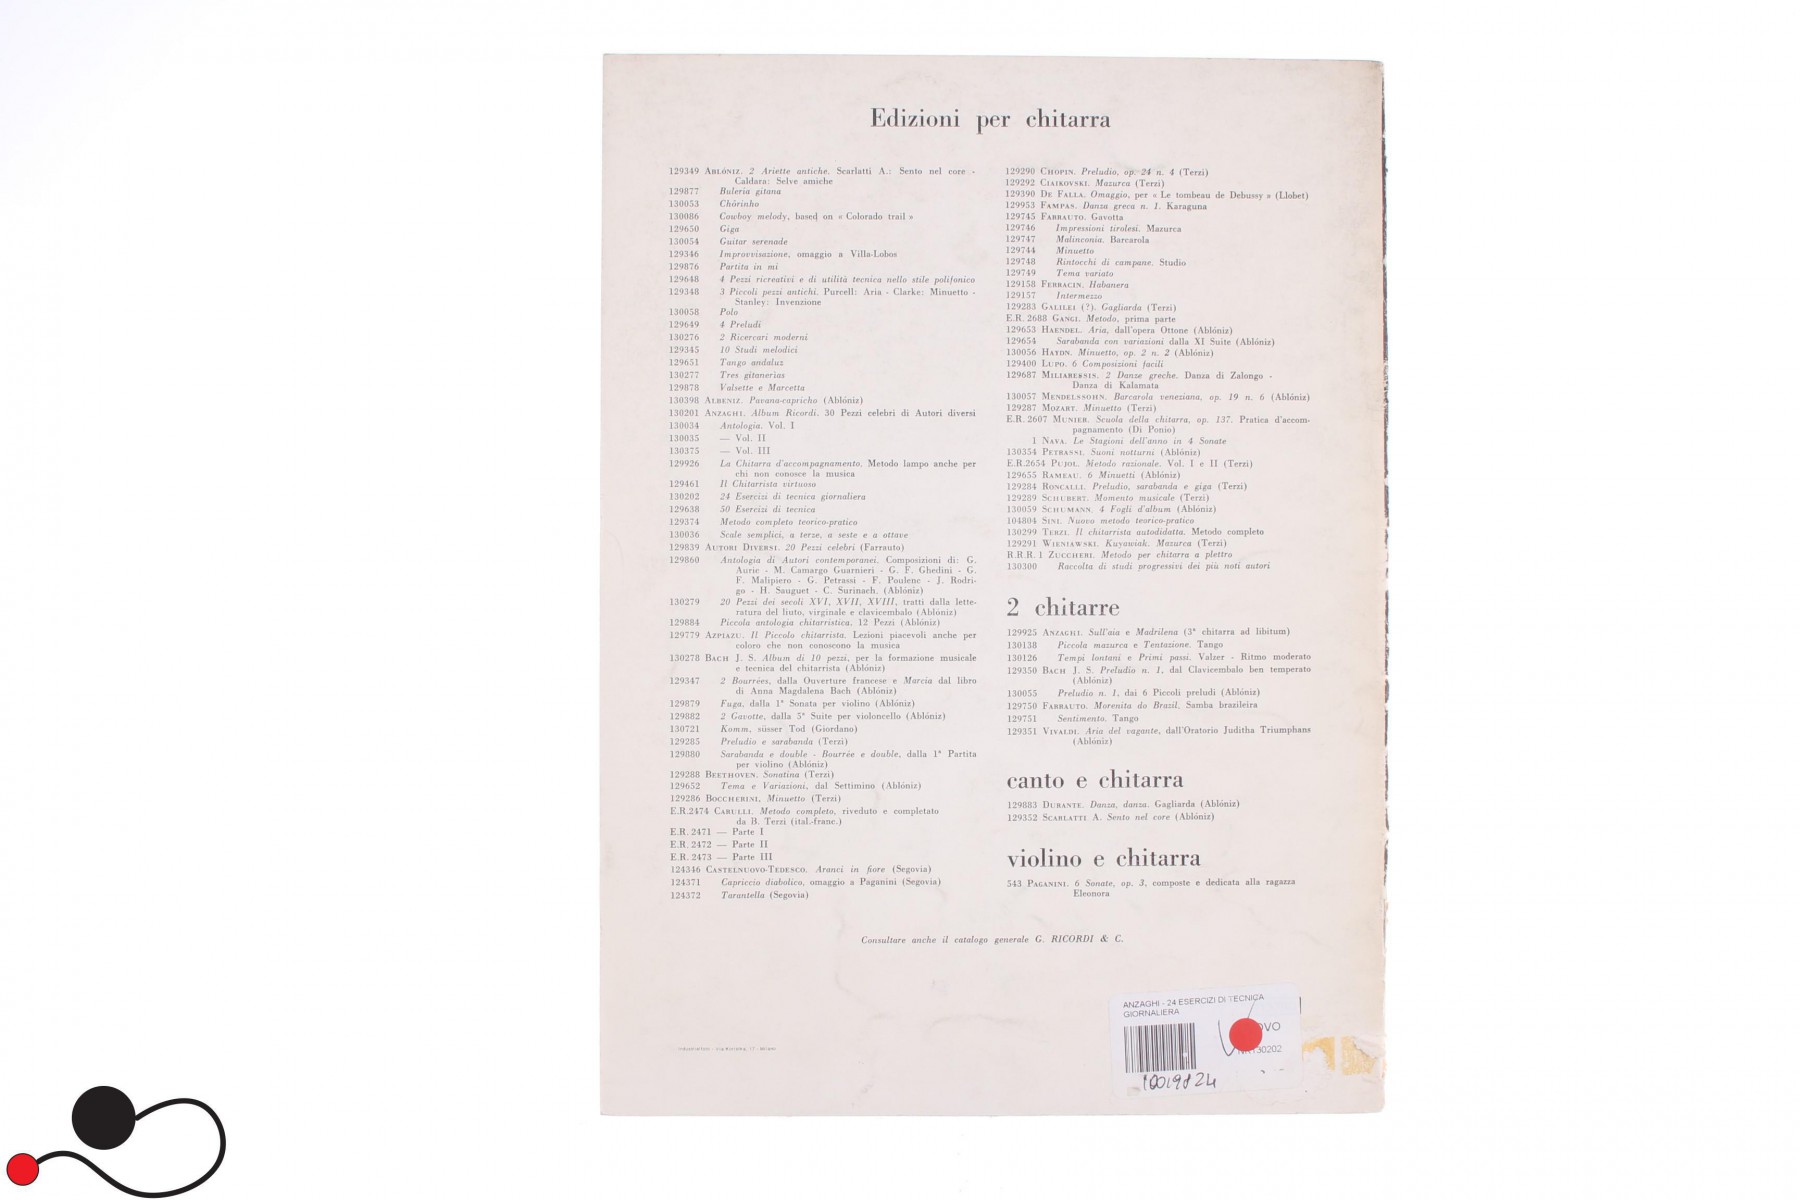 Edizioni per chitarra
129349 ABLÓNIZ. 2 Ariette antiche. Scarlatti A.: Sento nel core -
Caldara: Selve amiche
129877 Buleria gitana
130053 Chôrinho
130086 Cowboy melody, based on « Colorado trail »
129650 Giga
130054 Guitar serenade
129346 Improvvisazione, omaggio a Villa-Lobos
129876 Partita in mi
129648 4 Pezzi ricreativi e di utilità tecnica nello stile polifonico
129348 3 Piccoli pezzi antichi. Purcell: Aria - Clarke: Minuetto -
Stanley: Invenzione
130058 Polo
129649 4 Preludi
130276 2 Ricercari moderni
129345 10 Studi melodici
129651 Tango andaluz
130277 Tres gitanerias
129878 Valsette e Marcetta
130398 ALBENIZ. Pavana-capricho (Ablóniz)
130201 ANZAGHI. Album Ricordi. 30 Pezzi celebri di Autori diversi
130034 Antologia. Vol. I
130035 — Vol. II
130375 — Vol. III
129926 La Chitarra d'accompagnamento. Metodo lampo anche per
chi non conosce la musica
129461 Il Chitarrista virtuoso
130202 24 Esercizi di tecnica giornaliera
129638 50 Esercizi di tecnica
129374 Metodo completo teorico-pratico
130036 Scale semplici, a terze, a seste e a ottave
129839 AUTORI DIVERSI. 20 Pezzi celebri (Farrauto)
129860 Antologia di Autori contemporanei. Composizioni di: G.
Auric - M. Camargo Guarnieri - G. F. Ghedini - G.
F. Malipiero - G. Petrassi - F. Poulenc - J. Rodri-
go - H. Sauguet - C. Surinach. (Ablóniz)
130279 20 Pezzi dei secoli XVI, XVII, XVIII, tratti dalla lette-
ratura del liuto, virginale e clavicembalo (Ablóniz)
129884 Piccola antologia chitarristica. 12 Pezzi (Ablóniz)
129779 AZPIAZU. Il Piccolo chitarrista. Lezioni piacevoli anche per
coloro che non conoscono la musica
130278 BACH J. S. Album di 10 pezzi, per la formazione musicale
e tecnica del chitarrista (Ablóniz)
129347 2 Bourrées, dalla Ouverture francese e Marcia dal libro
di Anna Magdalena Bach (Ablóniz)
129879 Fuga, dalla 1ª Sonata per violino (Ablóniz)
129882 2 Gavotte, dalla 5ª Suite per violoncello (Ablóniz)
130721 Komm, süsser Tod (Giordano)
129285 Preludio e sarabanda (Terzi)
129880 Sarabanda e double - Bourrée e double, dalla 1ª Partita
per violino (Ablóniz)
129288 BEETHOVEN. Sonatina (Terzi)
129652 Tema e Variazioni, dal Settimino (Ablóniz)
129286 BOCCHERINI, Minuetto (Terzi)
E.R.2474 CARULLI. Metodo completo, riveduto e completato
da B. Terzi (ital.-franc.)
E.R. 2471 — Parte I
E.R. 2472 — Parte II
E.R. 2473 — Parte III
124346 CASTELNUOVO-TEDESCO. Aranci in fiore (Segovia)
124371 Capriccio diabolico, omaggio a Paganini (Segovia)
124372 Tarantella (Segovia)
129290 CHOPIN. Preludio, op. 24 n. 4 (Terzi)
129292 CIAIKOVSKI. Mazurca (Terzi)
129390 DE FALLA. Omaggio, per « Le tombeau de Debussy » (Llobet)
129953 FAMPAS. Danza greca n. 1. Karaguna
129745 FARRAUTO. Gavotta
129746 Impressioni tirolesi. Mazurca
129747 Malinconia. Barcarola
129744 Minuetto
129748 Rintocchi di campane. Studio
129749 Tema variato
129158 FERRACIN. Habanera
129157 Intermezzo
129283 GALILEI (?). Gagliarda (Terzi)
E.R. 2688 GANGI. Metodo, prima parte
129653 HAENDEL. Aria, dall'opera Ottone (Ablóniz)
129654 Sarabanda con variazioni dalla XI Suite (Ablóniz)
130056 HAYDN. Minuetto, op. 2 n. 2 (Ablóniz)
129400 LUPO. 6 Composizioni facili
129687 MILIARESSIS. 2 Danze greche. Danza di Zalongo -
Danza di Kalamata
130057 MENDELSSOHN. Barcarola veneziana, op. 19 n. 6 (Ablóniz)
129287 MOZART. Minuetto (Terzi)
E.R. 2607 MUNIER. Scuola della chitarra, op. 137. Pratica d'accom-
pagnamento (Di Ponio)
1 NAVA. Le Stagioni dell'anno in 4 Sonate
130354 PETRASSI. Suoni notturni (Ablóniz)
E.R.2654 PUJOL. Metodo razionale. Vol. I e II (Terzi)
129655 RAMEAU. 6 Minuetti (Ablóniz)
129284 RONCALLI. Preludio, sarabanda e giga (Terzi)
129289 SCHUBERT. Momento musicale (Terzi)
130059 SCHUMANN. 4 Fogli d'album (Ablóniz)
104804 SINI. Nuovo metodo teorico-pratico
130299 TERZI. Il chitarrista autodidatta. Metodo completo
129291 WIENIAWSKI. Kuyawiak. Mazurca (Terzi)
R.R.R. 1 ZUCCHERI. Metodo per chitarra a plettro
130300 Raccolta di studi progressivi dei più noti autori
2 chitarre
129925 ANZAGHI. Sull'aia e Madrilena (3ª chitarra ad libitum)
130138 Piccola mazurca e Tentazione. Tango
130126 Tempi lontani e Primi passi. Valzer - Ritmo moderato
129350 BACH J. S. Preludio n. 1, dal Clavicembalo ben temperato
(Ablóniz)
130055 Preludio n. 1, dai 6 Piccoli preludi (Ablóniz)
129750 FARRAUTO. Morenita do Brazil. Samba brazileira
129751 Sentimento. Tango
129351 VIVALDI. Aria del vagante, dall'Oratorio Juditha Triumphans
(Ablóniz)
canto e chitarra
129883 DURANTE. Danza, danza. Gagliarda (Ablóniz)
129352 SCARLATTI A. Sento nel core (Ablóniz)
violino e chitarra
543 PAGANINI. 6 Sonate, op. 3, composte e dedicata alla ragazza
Eleonora
Consultare anche il catalogo generale G. RICORDI & C.
ANZAGHI - 24 ESERCIZI DI TECNICA
GIORNALIERA
OVO
130202
10019824